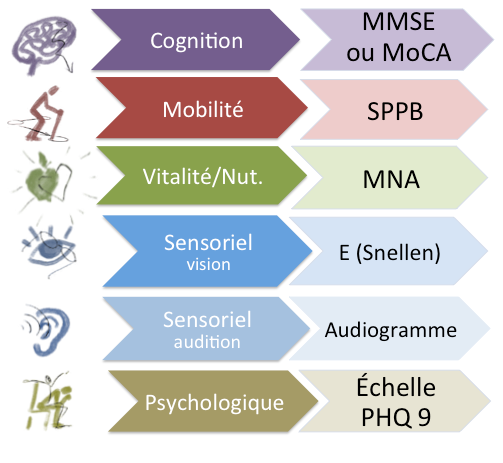 Cognition
MMSE
ou MoCA
Mobilité
SPPB
Vitalité/Nut.
MNA
Sensoriel
vision
E (Snellen)
Sensoriel
audition
Audiogramme
Psychologique
Échelle
PHQ 9